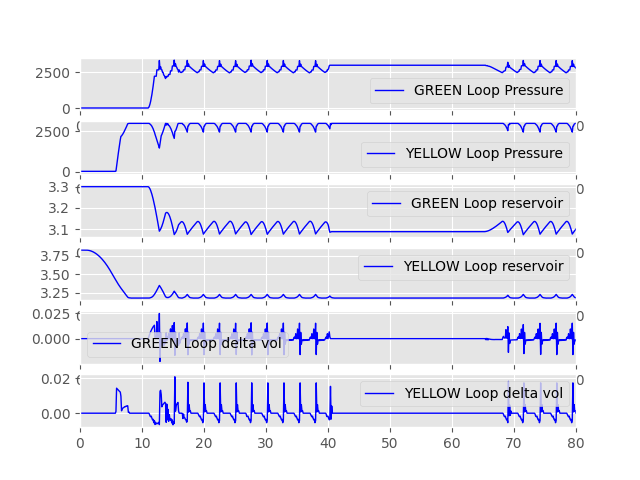 2500
0
GREEN Loop Pressure
2500
0
YELLOW Loop Pressure
3.3
3.2
3.1
GREEN Loop reservoir
3.75
3.50
3.25
YELLOW Loop reservoir
0.025
0.000
GREEN Loop delta vol
0.02
0.00
YELLOW Loop delta vol
0 10 20 30 40 50 60 70 80